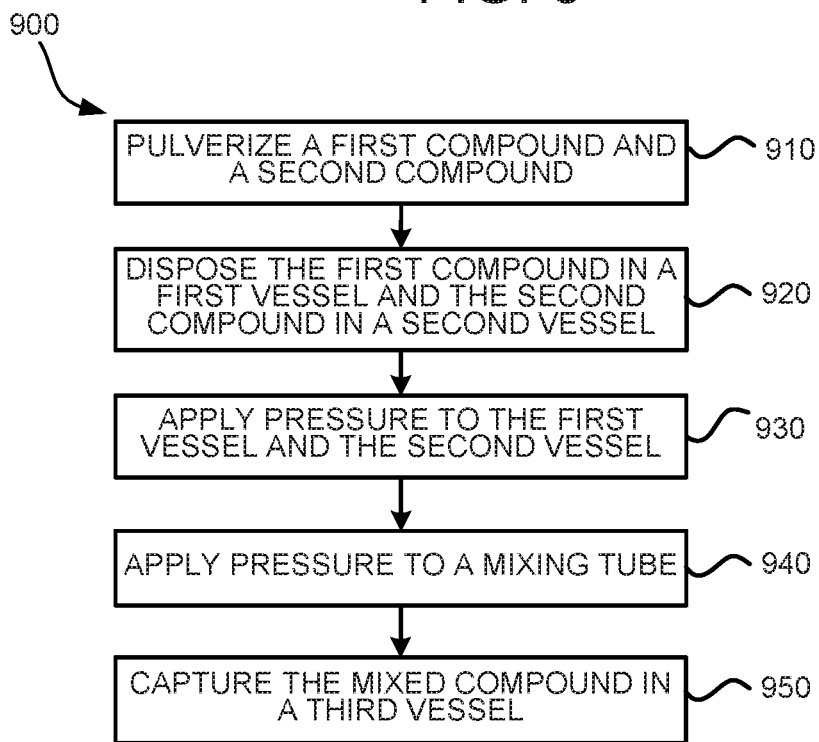 900
PULVERIZE A FIRST COMPOUND AND
A SECOND COMPOUND
910
DISPOSE THE FIRST COMPOUND IN A
FIRST VESSEL AND THE SECOND
COMPOUND IN A SECOND VESSEL
920
APPLY PRESSURE TO THE FIRST
VESSEL AND THE SECOND VESSEL
930
APPLY PRESSURE TO A MIXING TUBE
940
CAPTURE THE MIXED COMPOUND IN
A THIRD VESSEL
950